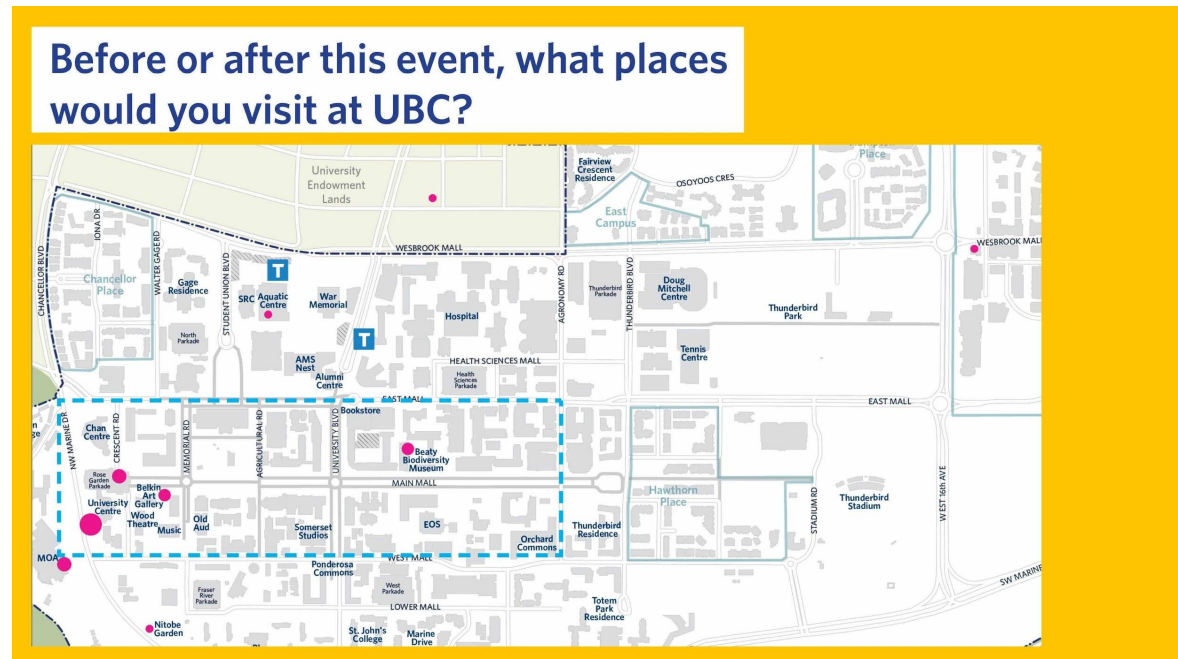 Before or after this event, what places
would you visit at UBC?
University
Endowment
Lands
Fairview
Crescent
Residence
OSOYOOS CRES
Place
East
Campus
WESBROOK MALL
WESBROOK MALL
CHANCELLOR BLVD
IONA DR
Chancellor
Place
WALTER GAGE RD
Gage
Residence
STUDENT UNION BLVD
T
SRC
Aquatic
Centre
War
Memorial
Hospital
AGRONOMY RD
Thunderbird
Parkade
THUNDERBIRD BLVD
Doug
Mitchell
Centre
Thunderbird
Park
North
Parkade
T
AMS
Nest
Alumni
Centre
HEALTH SCIENCES MALL
Health
Sciences
Parkade
Tennis
Centre
EAST MALL
EAST MALL
NW MARINE DR
Chan
Centre
CRESCENT RD
MEMORIAL RD
AGRICULTURAL RD
UNIVERSITY BLVD
Bookstore
Beaty
Biodiversity
Museum
Rose
Garden
Parkade
MAIN MALL
Belkin
Art
Gallery
University
Centre
Wood
Theatre
Music
Old
Aud
Somerset
Studios
EOS
Orchard
Commons
Thunderbird
Residence
Hawthorn
Place
STADIUM RD
Thunderbird
Stadium
WEST 16th AVE
MOA
WEST MALL
Ponderosa
Commons
Fraser
River
Parkade
West
Parkade
LOWER MALL
Totem
Park
Residence
SW MARINE
Nitobe
Garden
St. John's
College
Marine
Drive